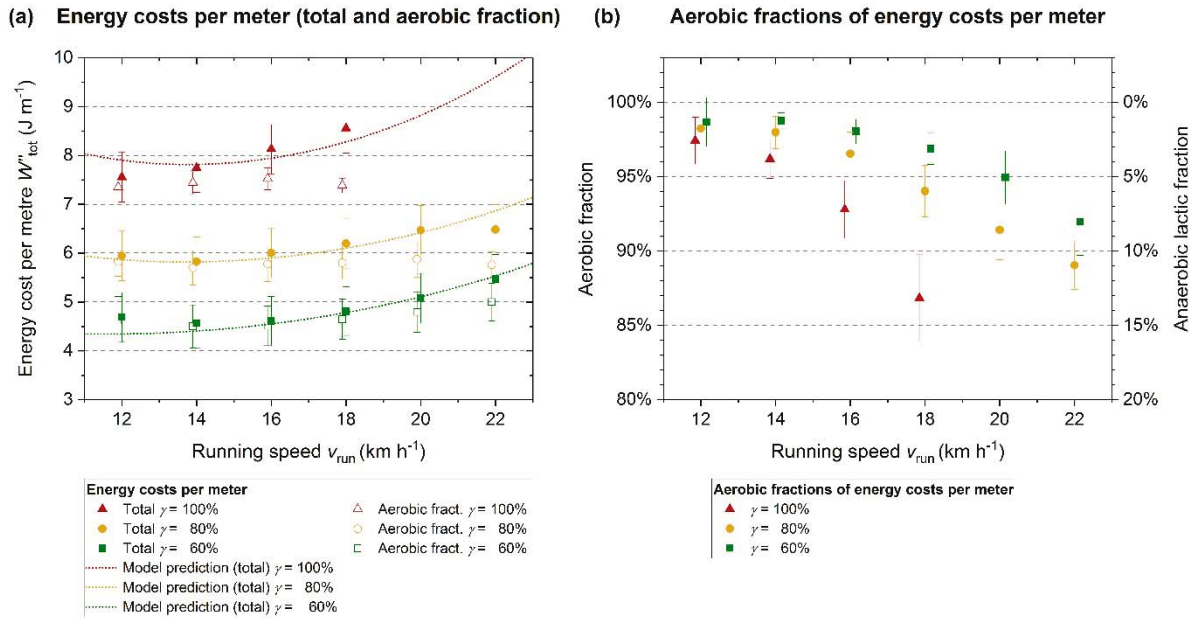 (a) Energy costs per meter (total and aerobic fraction)
Energy cost per metre W″tot (J m⁻¹)
10
9
8
7
6
5
4
3
12 14 16 18 20 22
Running speed vrun (km h⁻¹)
Energy costs per meter
Total γ = 100%
Total γ = 80%
Total γ = 60%
Aerobic fract. γ = 100%
Aerobic fract. γ = 80%
Aerobic fract. γ = 60%
Model prediction (total) γ = 100%
Model prediction (total) γ = 80%
Model prediction (total) γ = 60%
(b) Aerobic fractions of energy costs per meter
Aerobic fraction
100%
95%
90%
85%
80%
0%
5%
10%
15%
20%
Anaerobic lactic fraction
12 14 16 18 20 22
Running speed vrun (km h⁻¹)
Aerobic fractions of energy costs per meter
γ = 100%
γ = 80%
γ = 60%